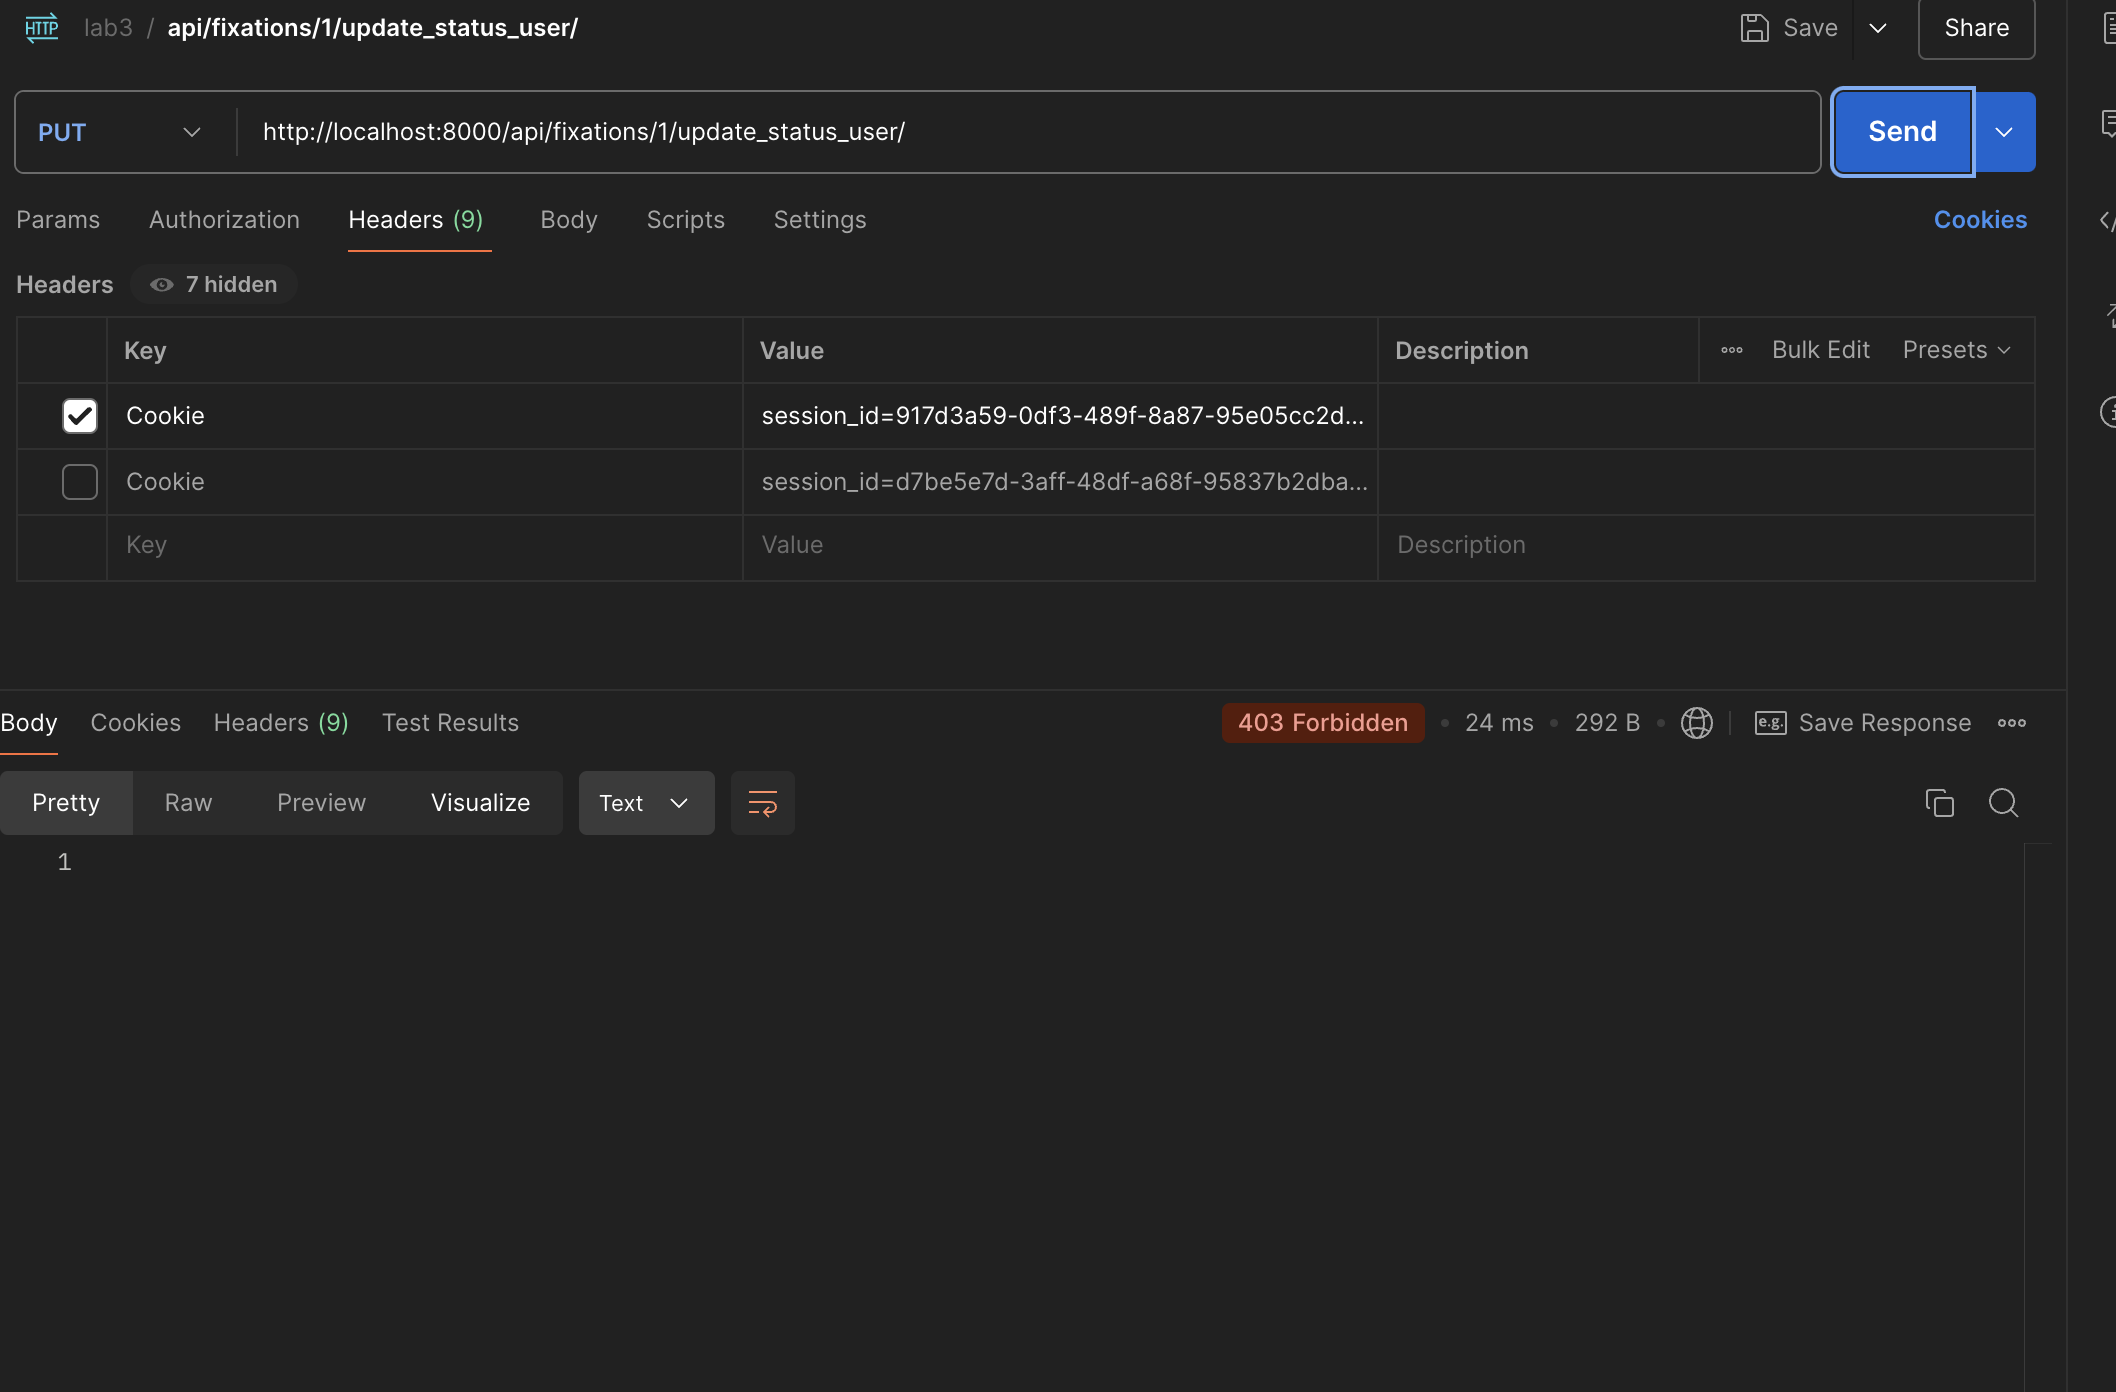 HTTP lab3 / api/fixations/1/update_status_user/ Save Share
PUT http://localhost:8000/api/fixations/1/update_status_user/ Send
Params Authorization Headers (9) Body Scripts Settings Cookies
Headers 7 hidden
Key Value Description Bulk Edit Presets
Cookie session_id=917d3a59-0df3-489f-8a87-95e05cc2d...
Cookie session_id=d7be5e7d-3aff-48df-a68f-95837b2dba...
Key Value Description
Body Cookies Headers (9) Test Results 403 Forbidden • 24 ms • 292 B • e.g. Save Response
Pretty Raw Preview Visualize Text
1